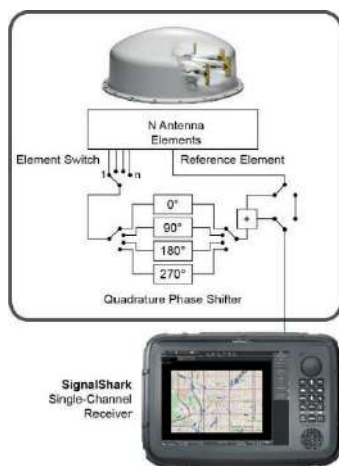 N Antenna
Elements
Element Switch
Reference Element
1
n
0°
+
90°
180°
270°
Quadrature Phase Shifter
SignalShark
Single-Channel
Receiver